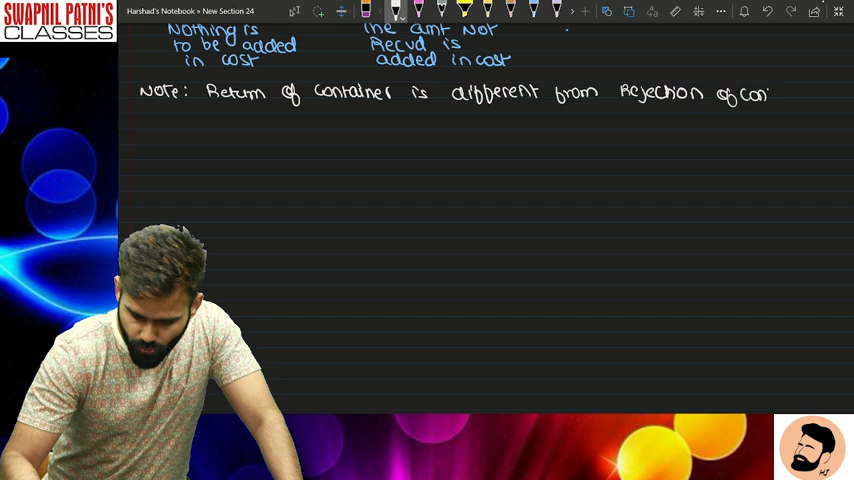 SWAPNIL PATNI'S
CLASSES
Harshad's Notebook » New Section 24
Nothing is
to be added
in cost
The amt Not
Recvd is
added in cost
Note: Return of container is different from Rejection of con
HJ